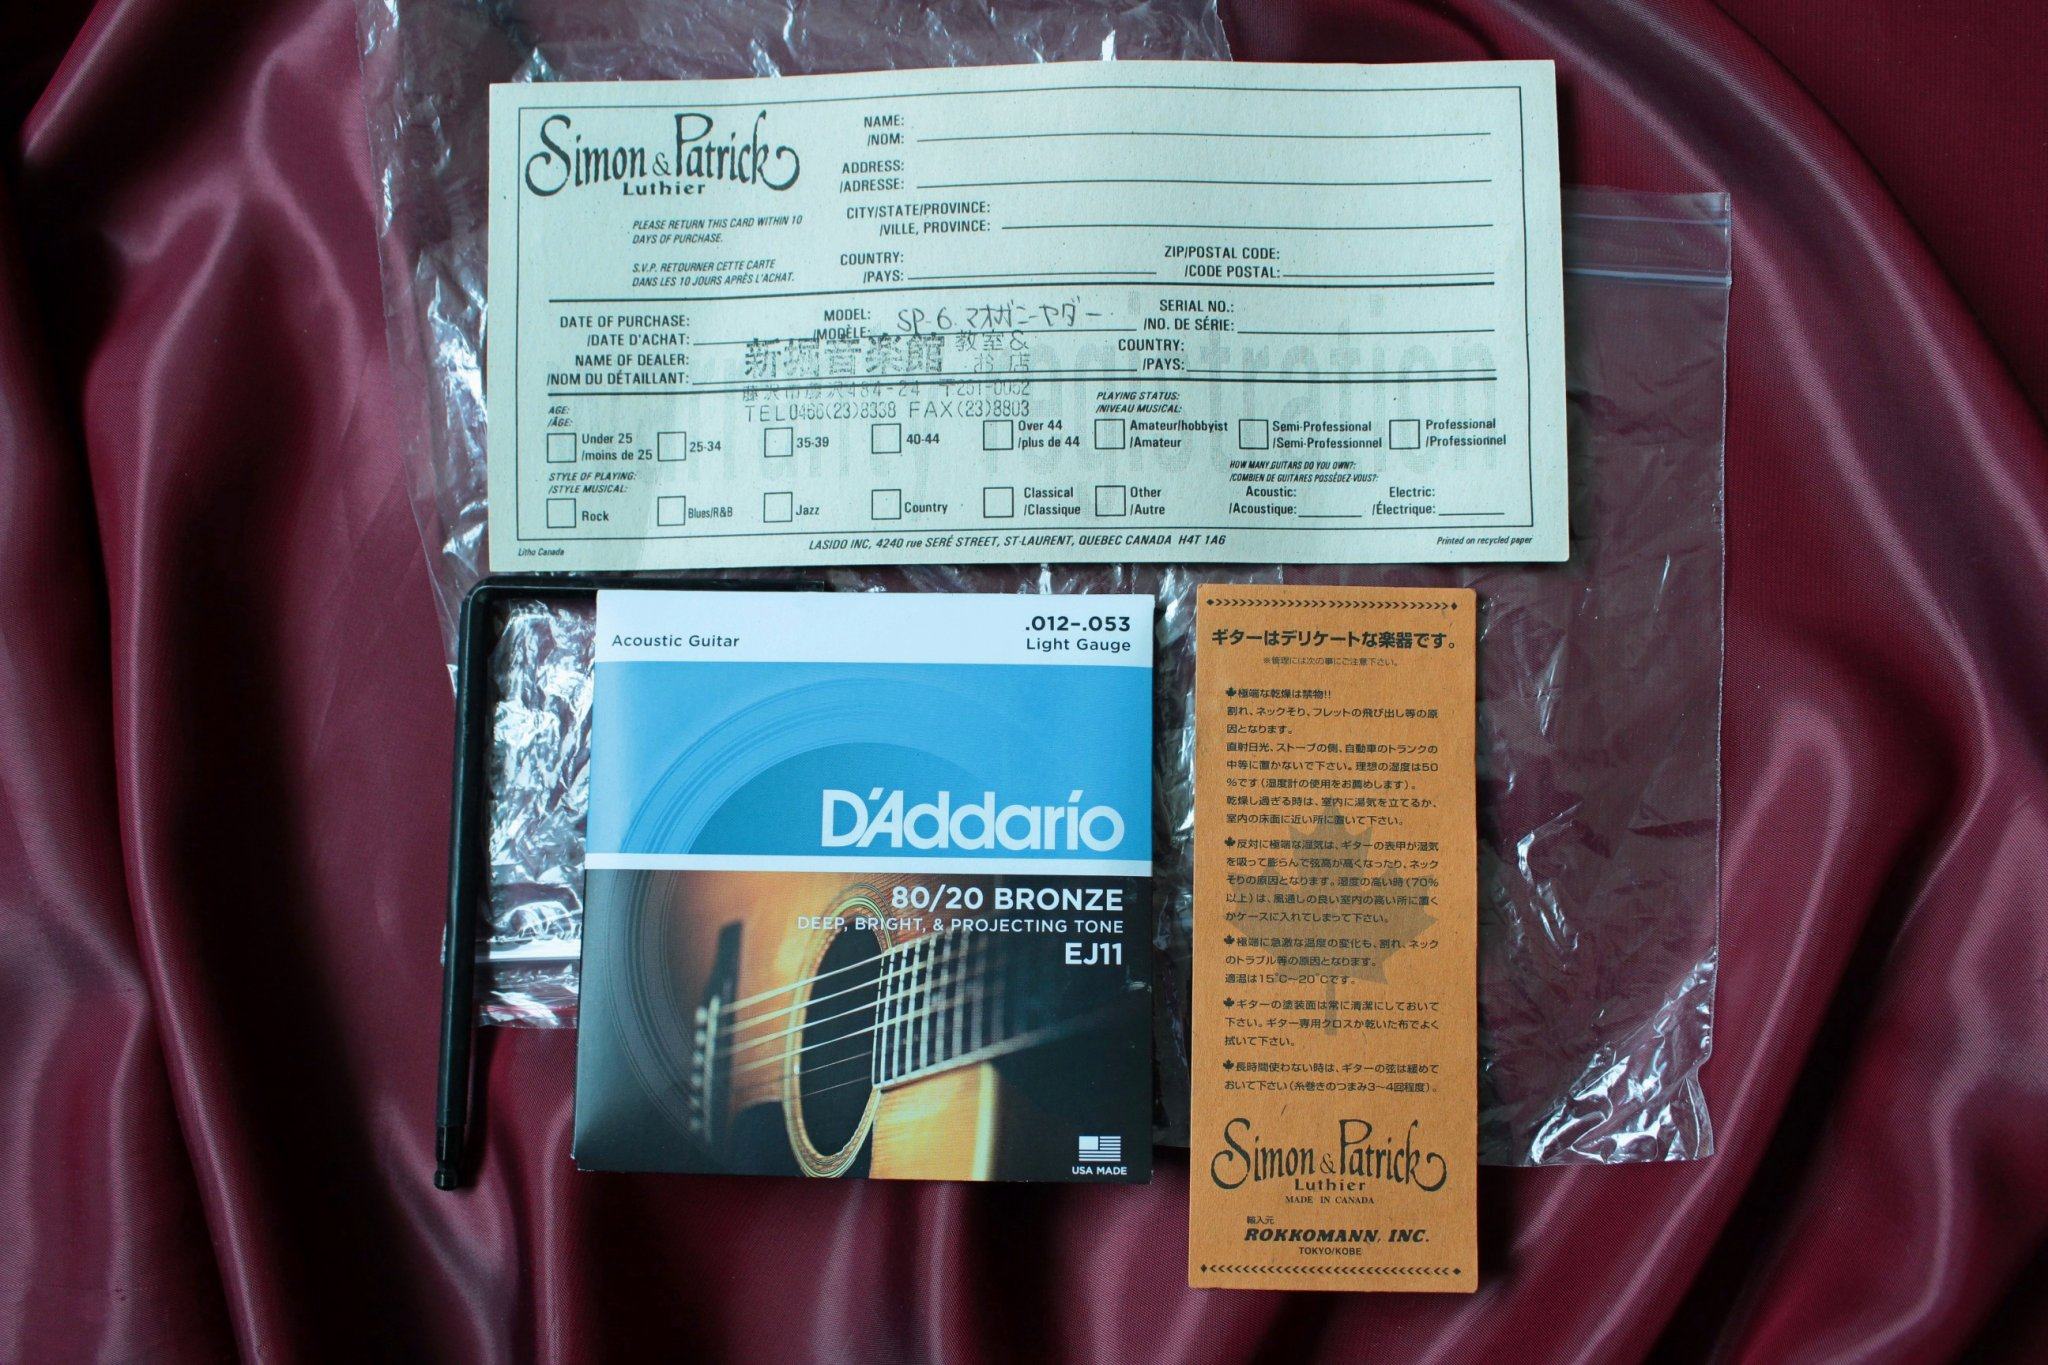 Simon & Patrick
Luthier
PLEASE RETURN THIS CARD WITHIN 10
DAYS OF PURCHASE.
S.V.P. RETOURNER CETTE CARTE
DANS LES 10 JOURS APRÈS L'ACHAT.
NAME:
/NOM:
ADDRESS:
/ADRESSE:
CITY/STATE/PROVINCE:
/VILLE, PROVINCE:
COUNTRY:
/PAYS:
ZIP/POSTAL CODE:
/CODE POSTAL:
DATE OF PURCHASE:
/DATE D'ACHAT:
MODEL:
/MODÈLE:
SP-6 マホガニーセダー
SERIAL NO.:
/NO. DE SÉRIE:
NAME OF DEALER:
/NOM DU DÉTAILLANT:
新堀音楽館 教室&
お店
藤沢市藤沢484-24 〒251-0052
TEL0466(23)8338 FAX(23)8803
COUNTRY:
/PAYS:
AGE:
/ÂGE:
Under 25
/moins de 25
25-34
35-39
40-44
Over 44
/plus de 44
PLAYING STATUS:
/NIVEAU MUSICAL:
Amateur/hobbyist
/Amateur
Semi-Professional
/Semi-Professionnel
Professional
/Professionnel
STYLE OF PLAYING:
/STYLE MUSICAL:
Rock
Blues/R&B
Jazz
Country
Classical
/Classique
Other
/Autre
HOW MANY GUITARS DO YOU OWN?:
/COMBIEN DE GUITARES POSSÉDEZ-VOUS?:
Acoustic:
/Acoustique:
Electric:
/Électrique:
Litho Canada
LASIDO INC, 4240 rue SERÉ STREET, ST-LAURENT, QUEBEC CANADA H4T 1A6
Printed on recycled paper
Acoustic Guitar
.012–.053
Light Gauge
D'Addario
80/20 BRONZE
DEEP, BRIGHT, & PROJECTING TONE
EJ11
USA MADE
ギターはデリケートな楽器です。
※管理には次の事にご注意下さい。
極端な乾燥は禁物!!
割れ、ネックそり、フレットの飛び出し等の原
因となります。
直射日光、ストーブの側、自動車のトランクの
中等に置かないで下さい。理想の湿度は50
%です(湿度計の使用をお薦めします)。
乾燥し過ぎる時は、室内に湯気を立てるか、
室内の床面に近い所に置いて下さい。
反対に極端な湿気は、ギターの表甲が湿気
を吸って膨らんで弦高が高くなったり、ネック
そりの原因となります。湿度の高い時(70%
以上)は、風通しの良い室内の高い所に置く
かケースに入れてしまって下さい。
極端に急激な温度の変化も、割れ、ネック
のトラブル等の原因となります。
適温は15℃〜20℃です。
ギターの塗装面は常に清潔にしておいて
下さい。ギター専用クロスか乾いた布でよく
拭いて下さい。
長時間使わない時は、ギターの弦は緩めて
おいて下さい(糸巻きのつまみ3〜4回程度)。
Simon & Patrick
Luthier
MADE IN CANADA
輸入元
ROKKOMANN, INC.
TOKYO/KOBE